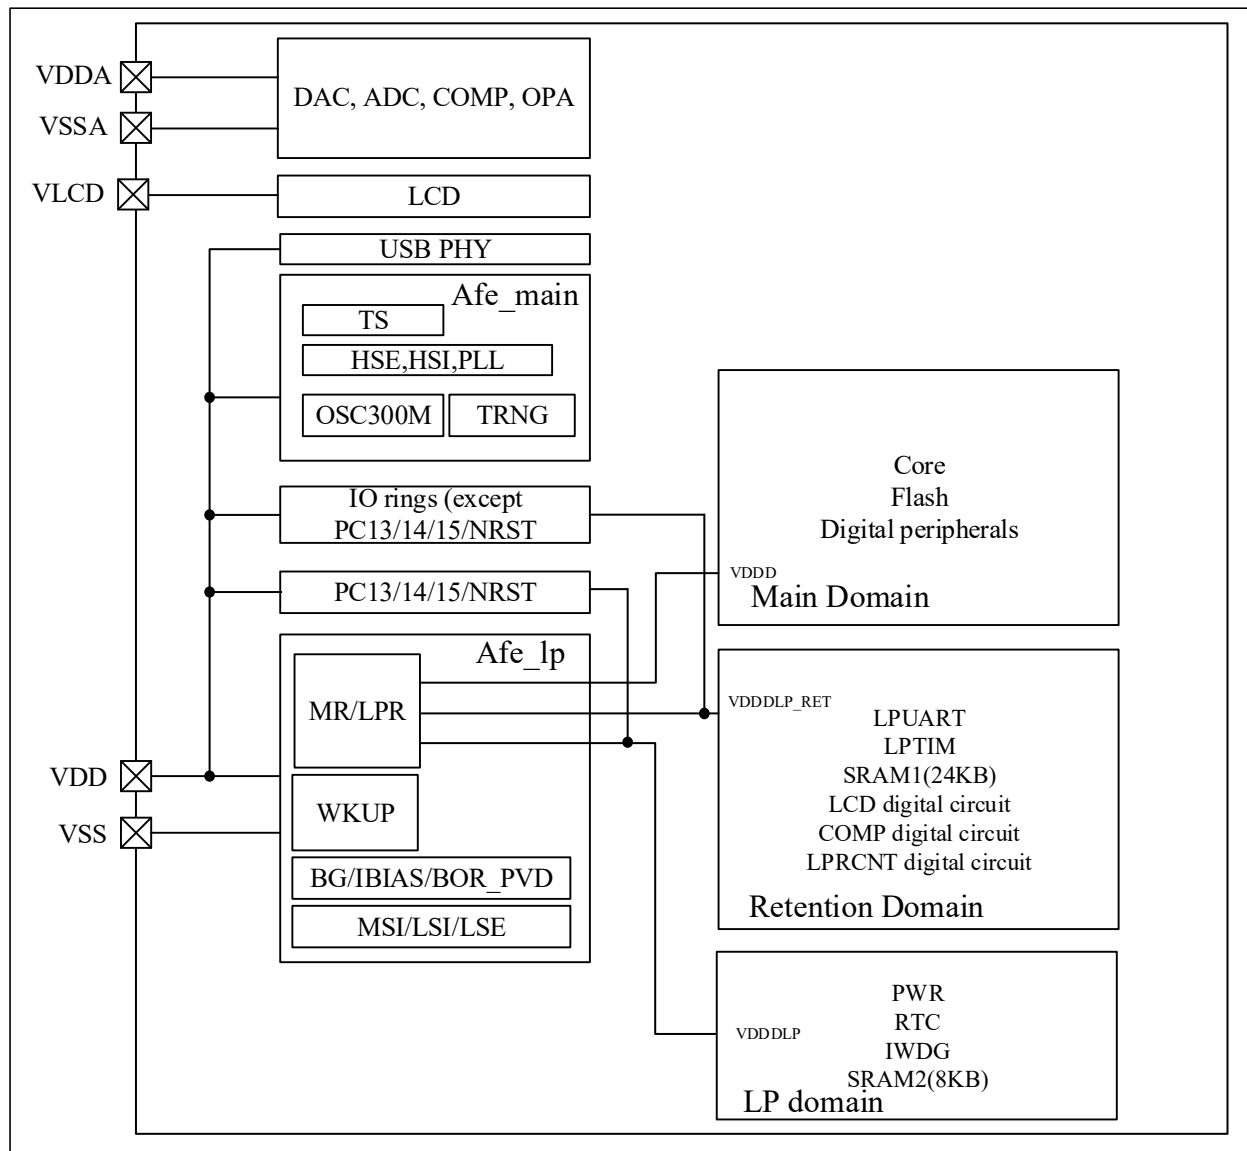 VDDA
VSSA
DAC, ADC, COMP, OPA
VLCD
LCD
USB PHY
Afe_main
TS
HSE,HSI,PLL
OSC300M
TRNG
IO rings (except
PC13/14/15/NRST
PC13/14/15/NRST
Afe_lp
MR/LPR
VDD
WKUP
VSS
BG/IBIAS/BOR_PVD
MSI/LSI/LSE
Core
Flash
Digital peripherals
VDDD
Main Domain
VDDDLP_RET
LPUART
LPTIM
SRAM1(24KB)
LCD digital circuit
COMP digital circuit
LPRCNT digital circuit
Retention Domain
PWR
RTC
VDDDLP
IWDG
SRAM2(8KB)
LP domain